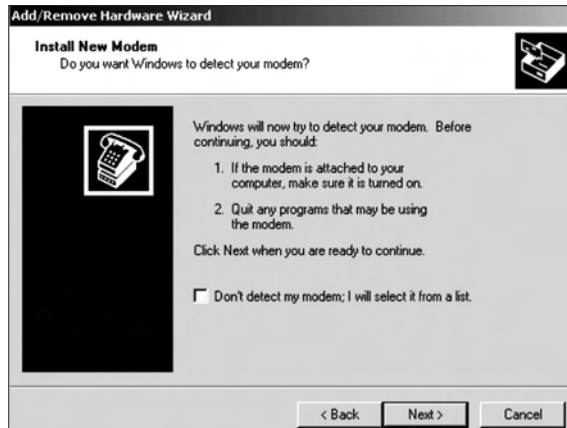 Add/Remove Hardware Wizard
Install New Modem
Do you want Windows to detect your modem?
Windows will now try to detect your modem. Before
continuing, you should:
1. If the modem is attached to your
computer, make sure it is turned on.
2. Quit any programs that may be using
the modem.
Click Next when you are ready to continue.
Don't detect my modem; I will select it from a list.
< Back Next > Cancel